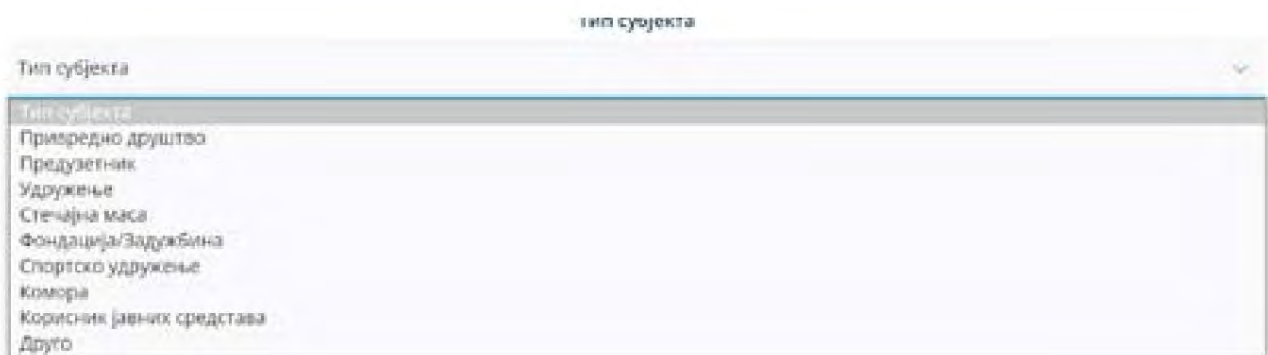 Тип субјекта
Тип субјекта
Тип субјекта
Привредно друштво
Предузетник
Удружење
Стечајна маса
Фондација/Задужбина
Спортско удружење
Комора
Корисник јавних средстава
Друго